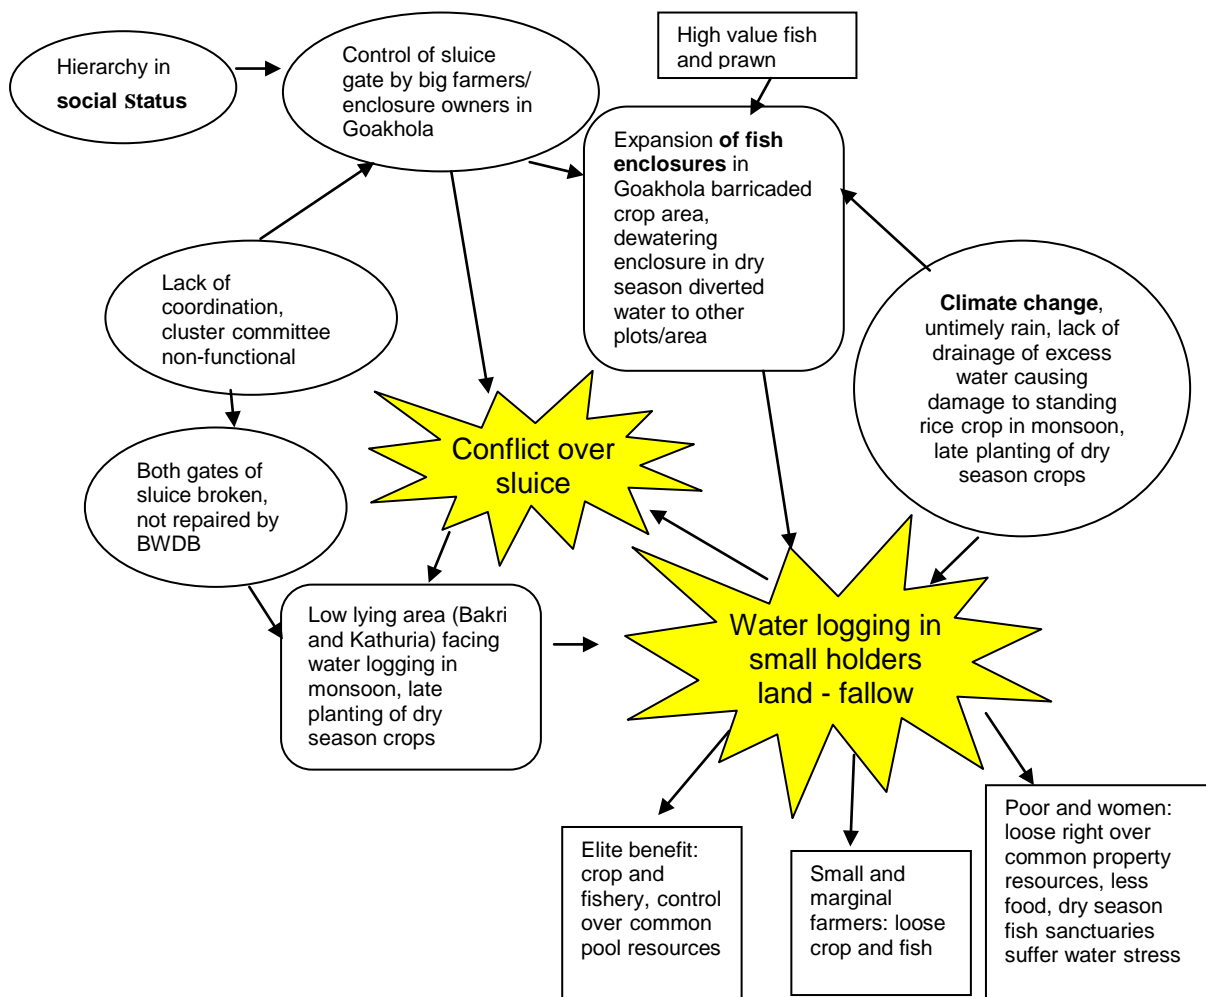 Hierarchy in
social Status
Control of sluice
gate by big farmers/
enclosure owners in
Goakhola
High value fish
and prawn
Expansion of fish
enclosures in
Goakhola barricaded
crop area,
dewatering
enclosure in dry
season diverted
water to other
plots/area
Lack of
coordination,
cluster committee
non-functional
Climate change,
untimely rain, lack of
drainage of excess
water causing
damage to standing
rice crop in monsoon,
late planting of dry
season crops
Conflict over
sluice
Both gates of
sluice broken,
not repaired by
BWDB
Low lying area (Bakri
and Kathuria) facing
water logging in
monsoon, late
planting of dry
season crops
Water logging in
small holders
land - fallow
Elite benefit:
crop and
fishery, control
over common
pool resources
Small and
marginal
farmers: loose
crop and fish
Poor and women:
loose right over
common property
resources, less
food, dry season
fish sanctuaries
suffer water stress